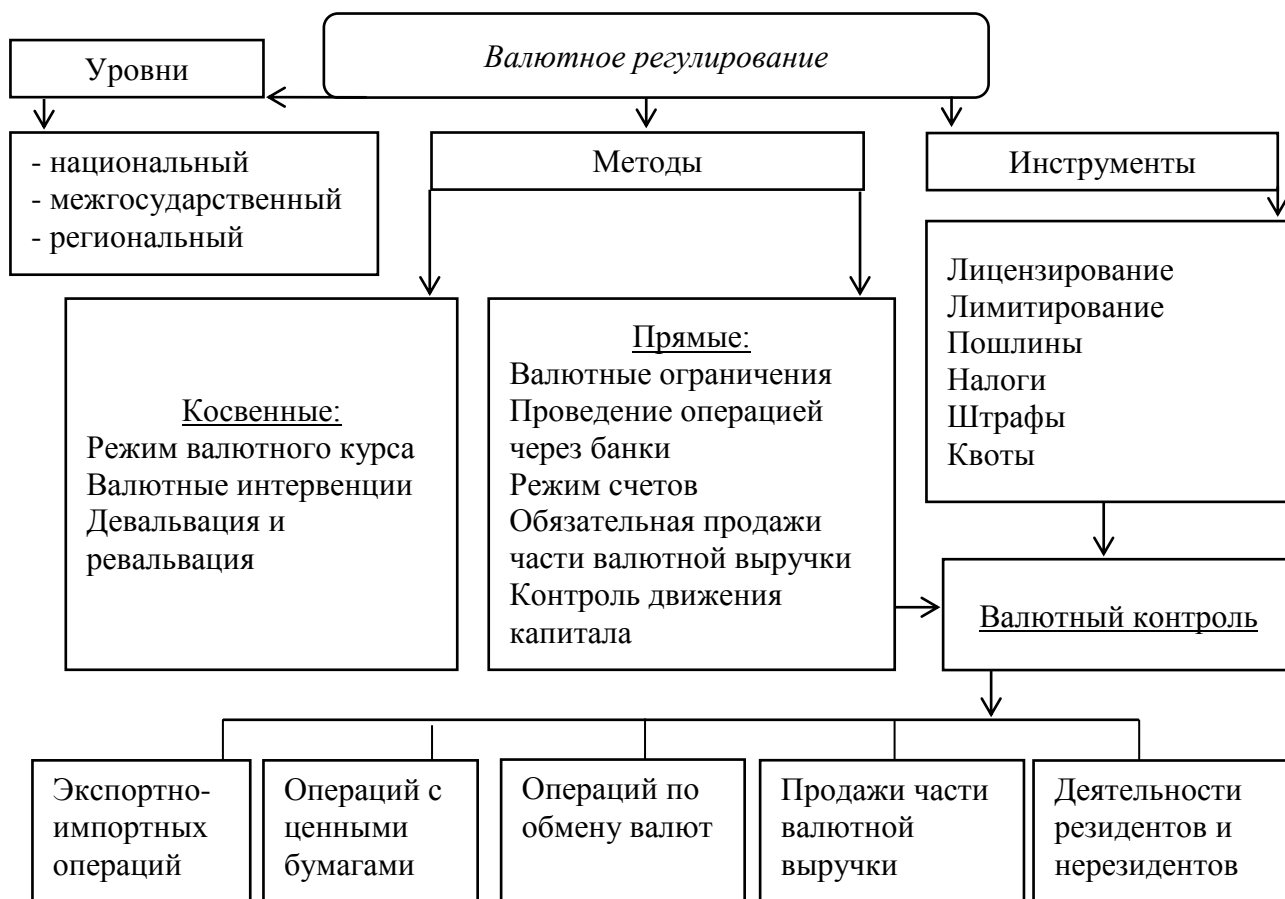 Валютное регулирование
Уровни
- национальный
- межгосударственный
- региональный
Методы
Инструменты
Косвенные:
Режим валютного курса
Валютные интервенции
Девальвация и
ревальвация
Прямые:
Валютные ограничения
Проведение операцией
через банки
Режим счетов
Обязательная продажи
части валютной выручки
Контроль движения
капитала
Лицензирование
Лимитирование
Пошлины
Налоги
Штрафы
Квоты
Валютный контроль
Экспортно-
импортных
операций
Операций с
ценными
бумагами
Операций по
обмену валют
Продажи части
валютной
выручки
Деятельности
резидентов и
нерезидентов